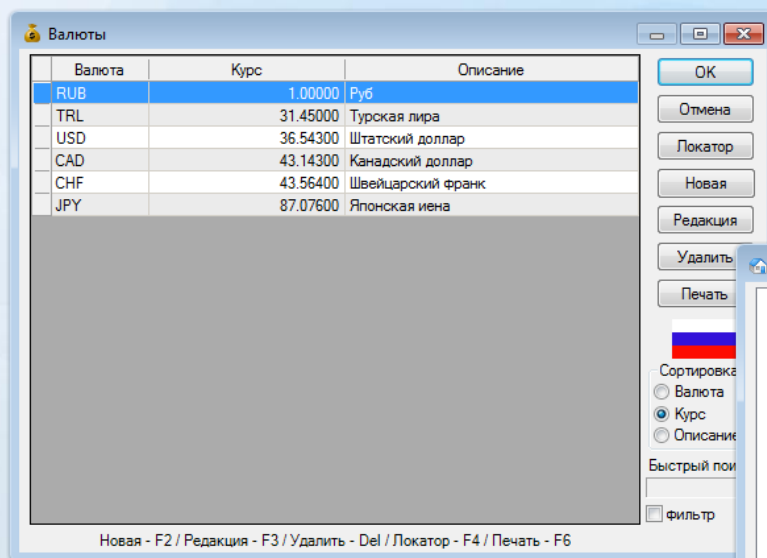 Валюты
Валюта Курс Описание
RUB 1.00000 Руб
TRL 31.45000 Турская лира
USD 36.54300 Штатский доллар
CAD 43.14300 Канадский доллар
CHF 43.56400 Швейцарский франк
JPY 87.07600 Японская иена
OK
Отмена
Локатор
Новая
Редакция
Удалить
Печать
Сортировка
Валюта
Курс
Описание
Быстрый пои
фильтр
Новая - F2 / Редакция - F3 / Удалить - Del / Локатор - F4 / Печать - F6